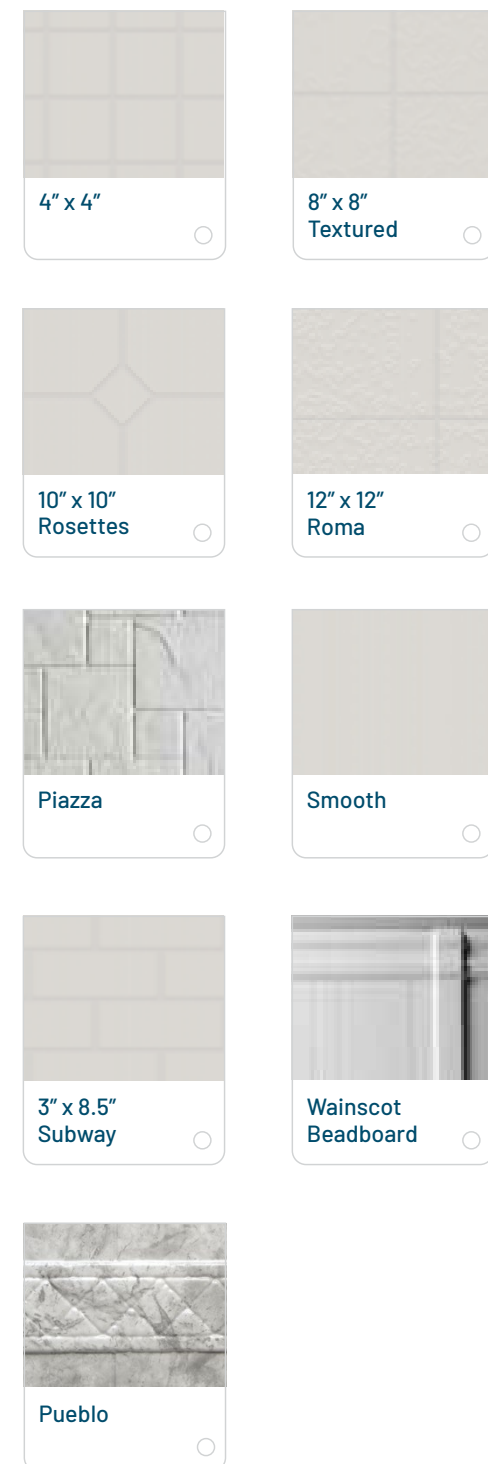 4” x 4”
8” x 8”
Textured
10” x 10”
Rosettes
12” x 12”
Roma
Piazza
Smooth
3” x 8.5”
Subway
Wainscot
Beadboard
Pueblo